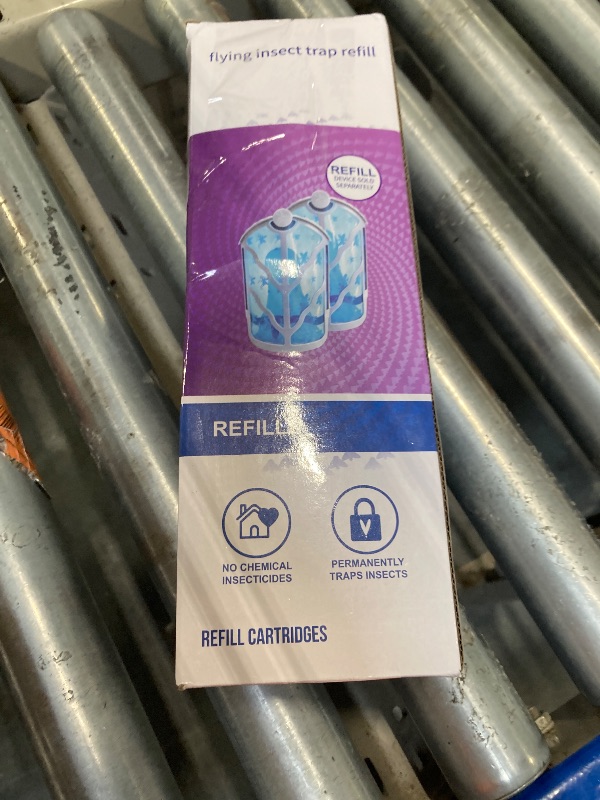 flying insect trap refill
REFILL
DEVICE SOLD
SEPARATELY
REFILL
NO CHEMICAL
INSECTICIDES
PERMANENTLY
TRAPS INSECTS
REFILL CARTRIDGES